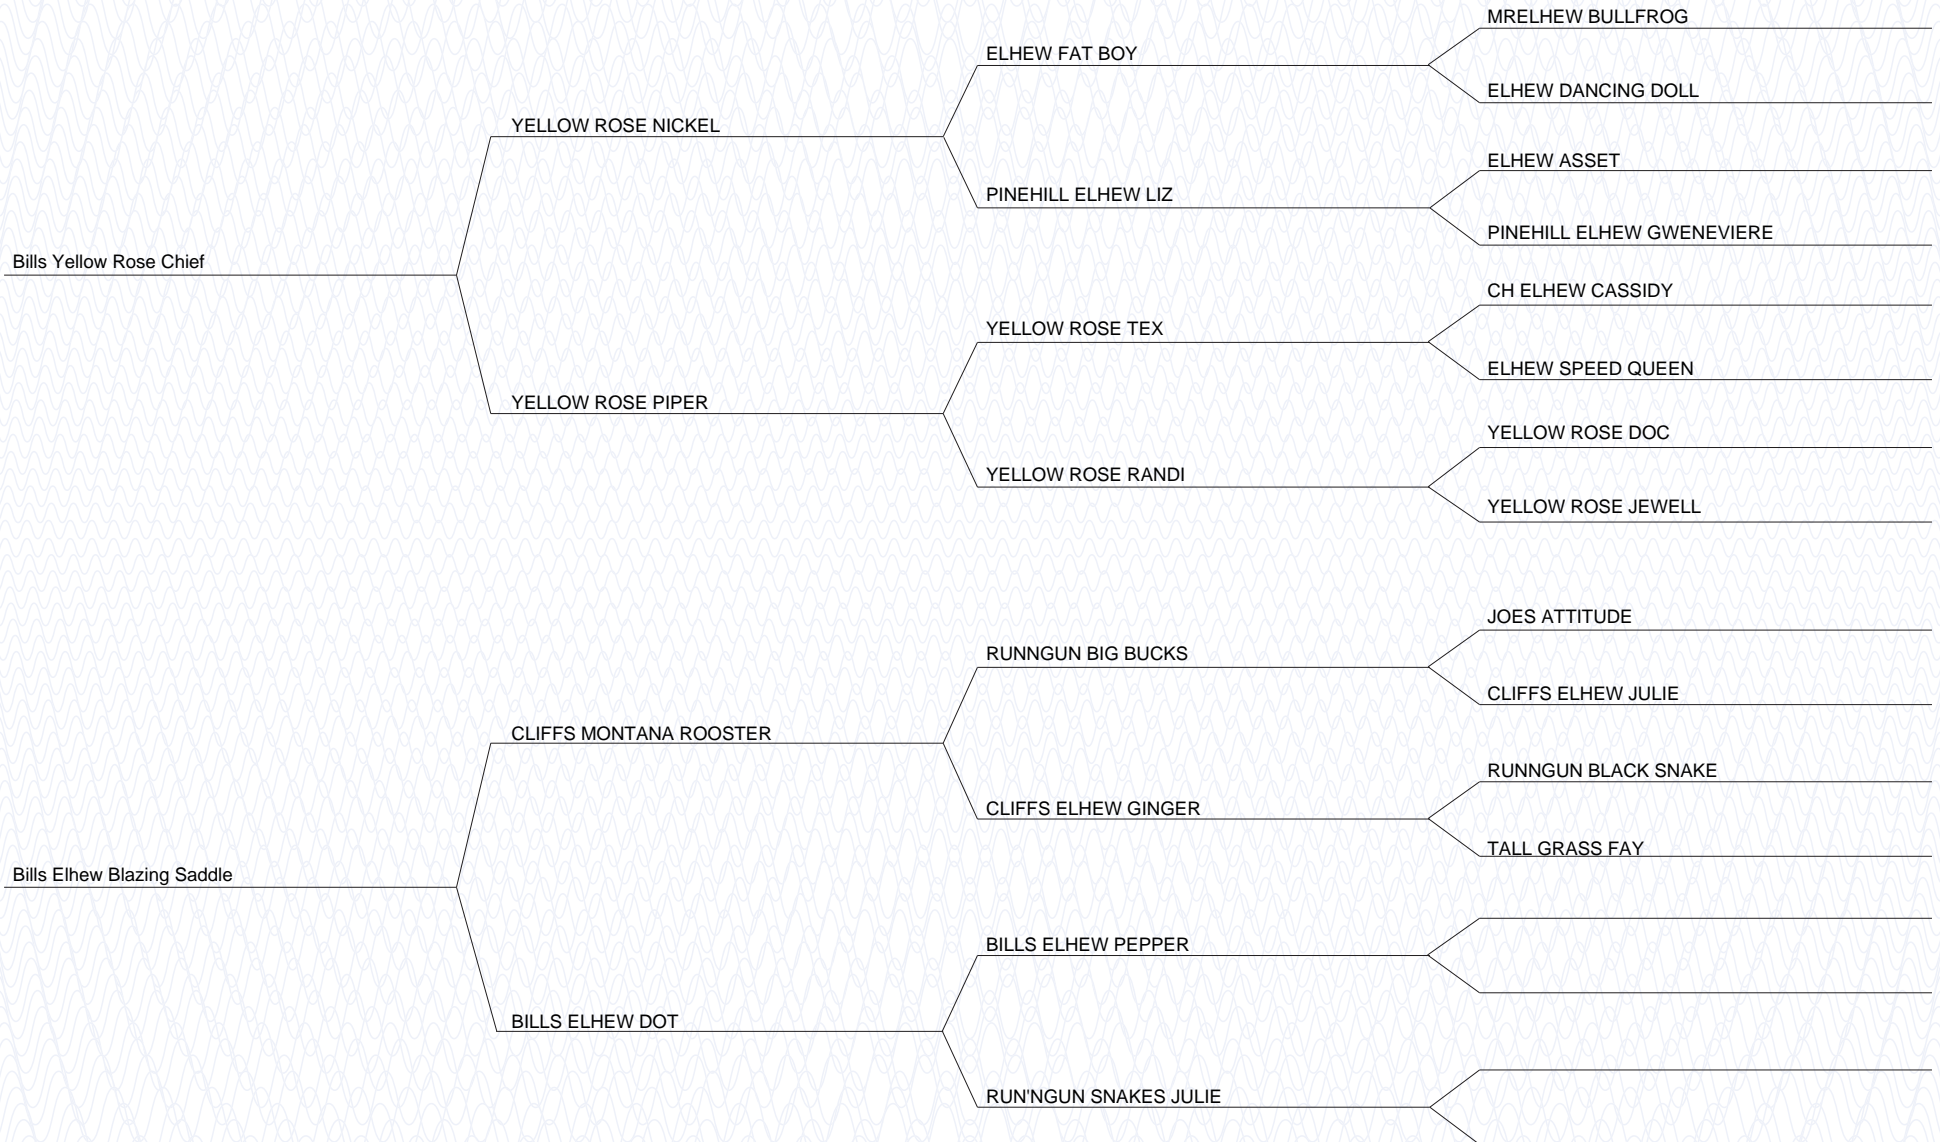 MRELHEW BULLFROG
ELHEW FAT BOY
ELHEW DANCING DOLL
YELLOW ROSE NICKEL
ELHEW ASSET
PINEHILL ELHEW LIZ
PINEHILL ELHEW GWENEVIERE
Bills Yellow Rose Chief
CH ELHEW CASSIDY
YELLOW ROSE TEX
ELHEW SPEED QUEEN
YELLOW ROSE PIPER
YELLOW ROSE DOC
YELLOW ROSE RANDI
YELLOW ROSE JEWELL
JOES ATTITUDE
RUNNGUN BIG BUCKS
CLIFFS ELHEW JULIE
CLIFFS MONTANA ROOSTER
RUNNGUN BLACK SNAKE
CLIFFS ELHEW GINGER
TALL GRASS FAY
Bills Elhew Blazing Saddle
BILLS ELHEW PEPPER
BILLS ELHEW DOT
RUN'NGUN SNAKES JULIE